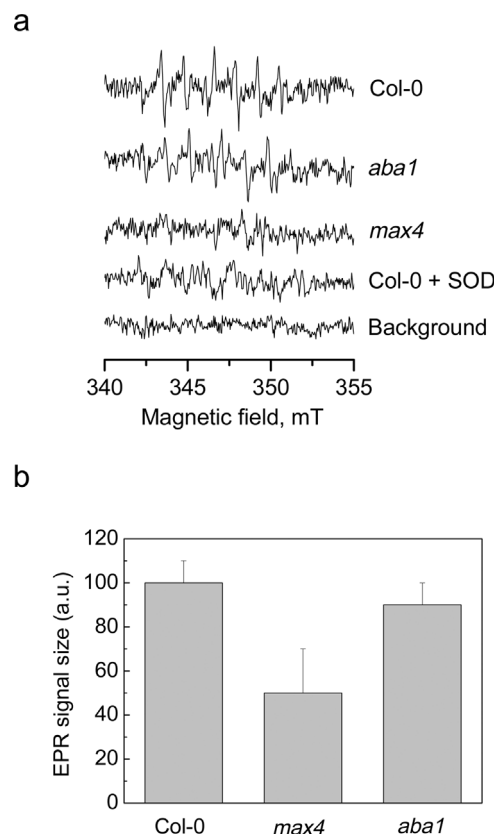 a
Col-0
aba1
max4
Col-0 + SOD
Background
340 345 350 355
Magnetic field, mT
b
EPR signal size (a.u.)
120
100
80
60
40
20
0
Col-0 max4 aba1